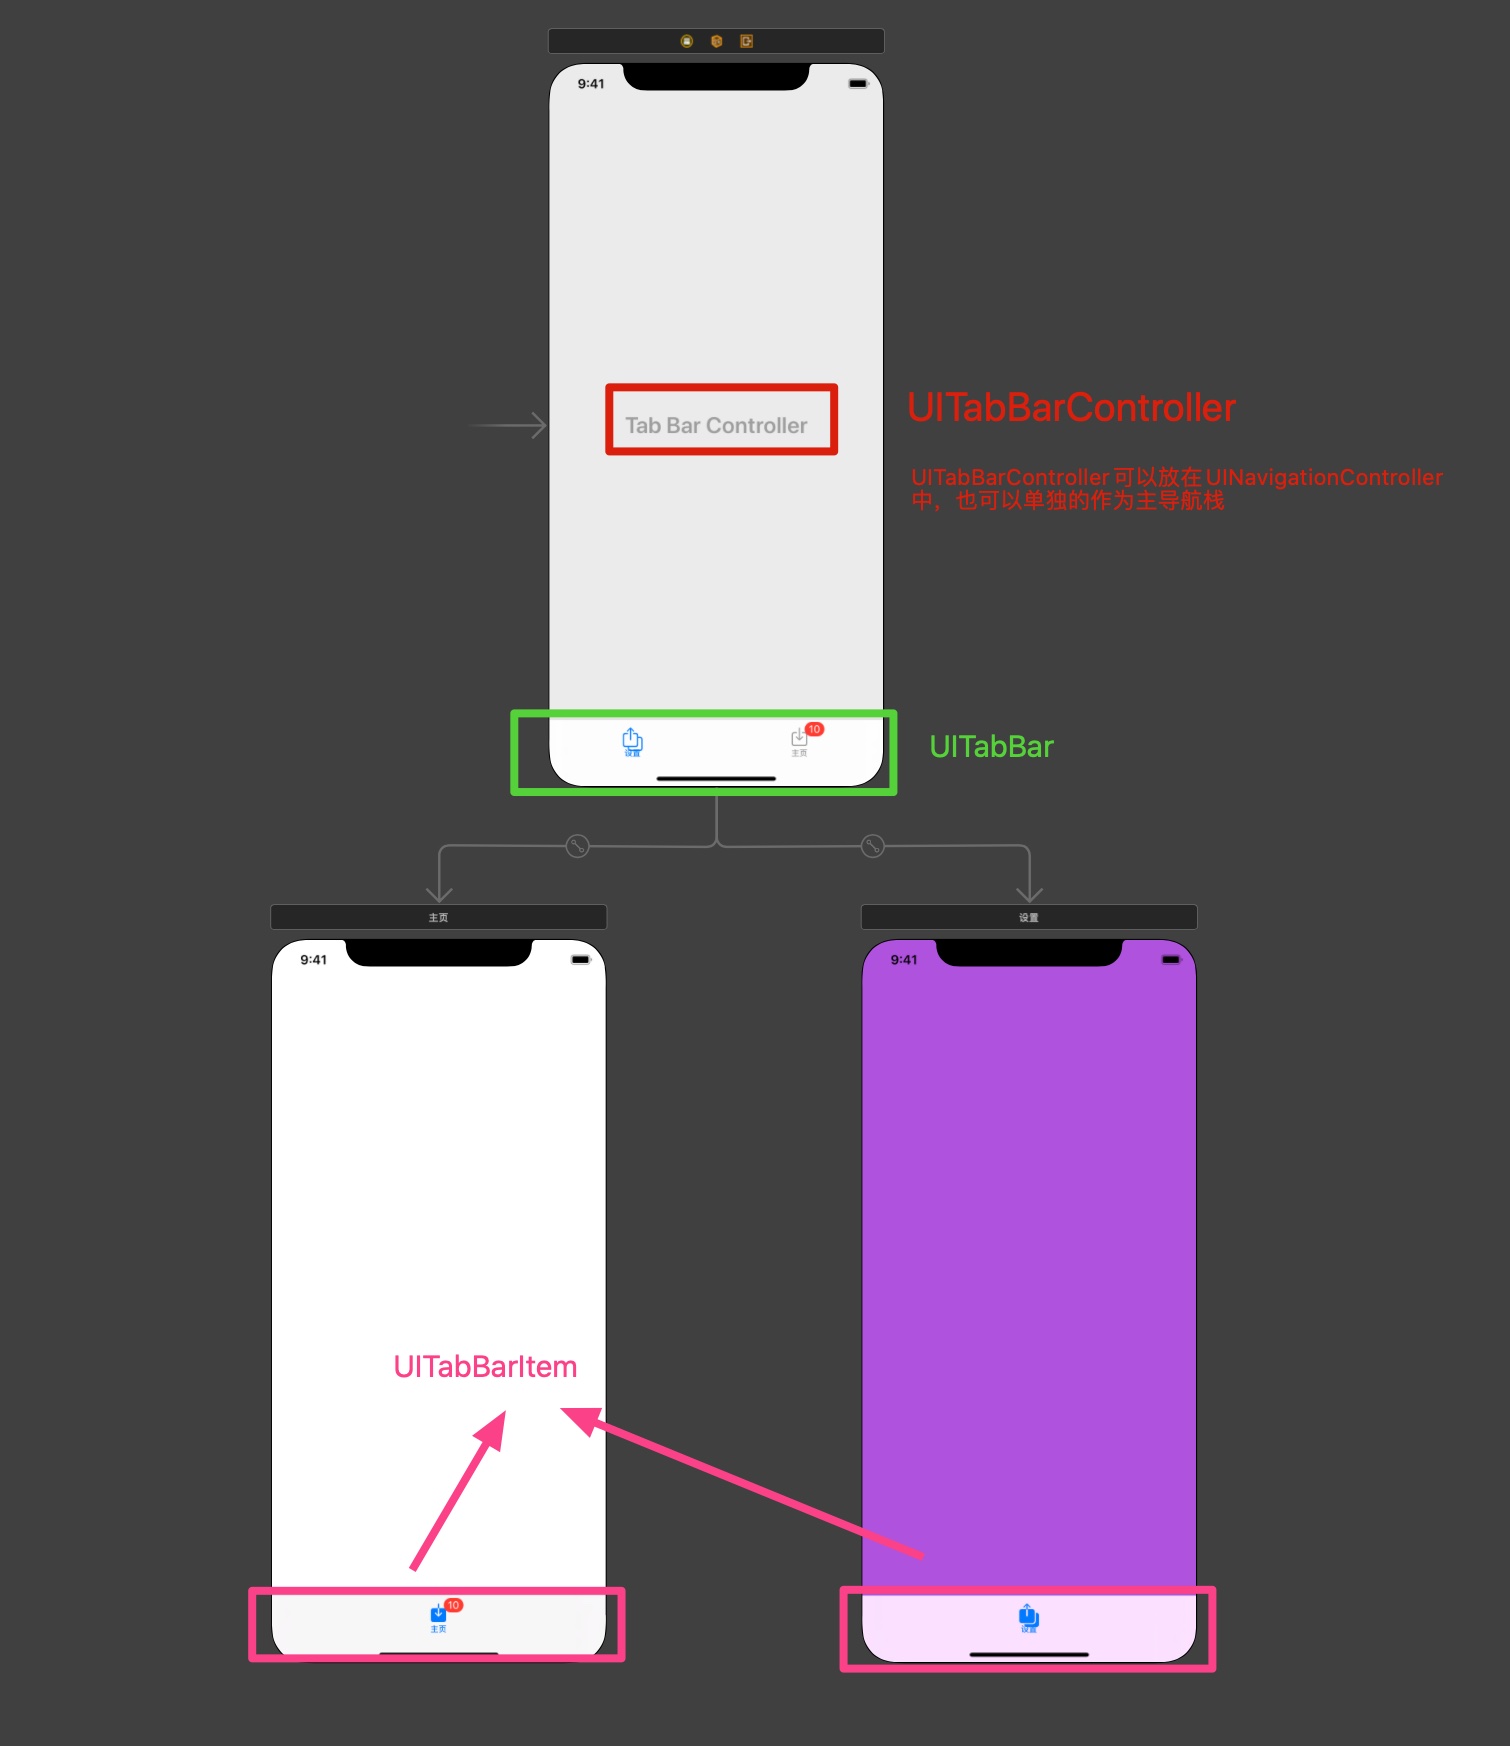 9:41
Tab Bar Controller
UITabBarController
UITabBarController 可以放在 UINavigationController
中，也可以单独的作为主导航栈
设置
10
主页
UITabBar
主页
设置
9:41
9:41
UITabBarItem
10
主页
设置